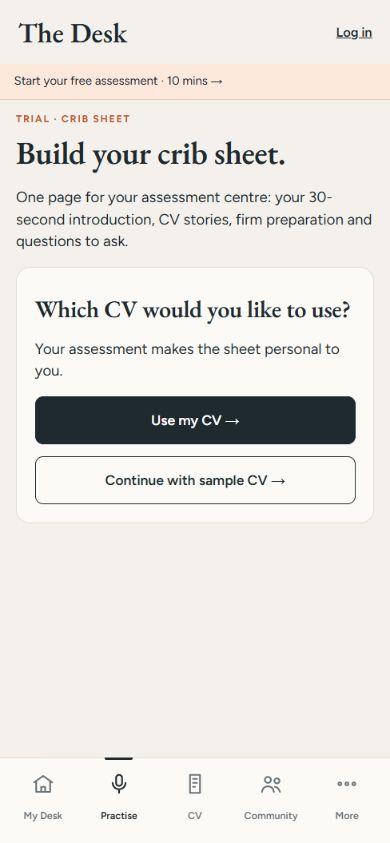 The Desk
Log in
Start your free assessment · 10 mins →
TRIAL · CRIB SHEET
Build your crib sheet.
One page for your assessment centre: your 30-
second introduction, CV stories, firm preparation and
questions to ask.
Which CV would you like to use?
Your assessment makes the sheet personal to
you.
Use my CV →
Continue with sample CV →
My Desk
Practise
CV
Community
More